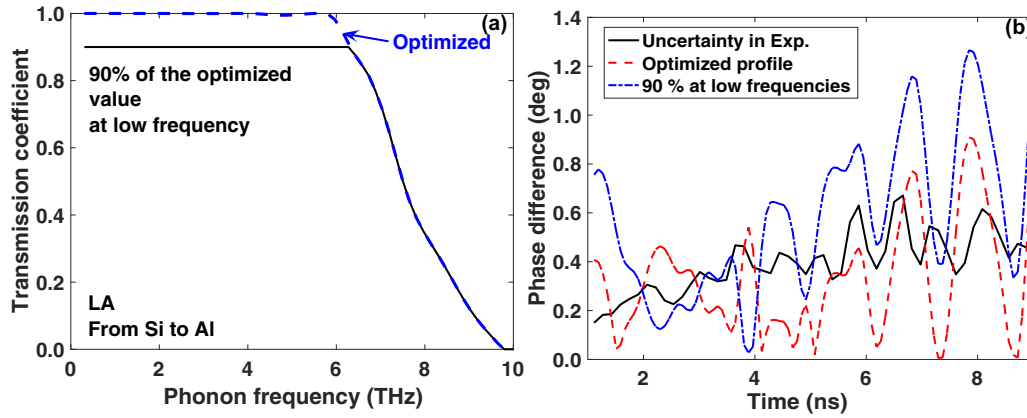 (a)
Transmission coefficient
1.0
0.8
0.6
0.4
0.2
0.0
Optimized
90% of the optimized
value
at low frequency
LA
From Si to Al
0
2
4
6
8
10
Phonon frequency (THz)
(b)
Phase difference (deg)
1.4
1.2
1.0
0.8
0.6
0.4
0.2
0.0
Uncertainty in Exp.
Optimized profile
90 % at low frequencies
2
4
6
8
Time (ns)